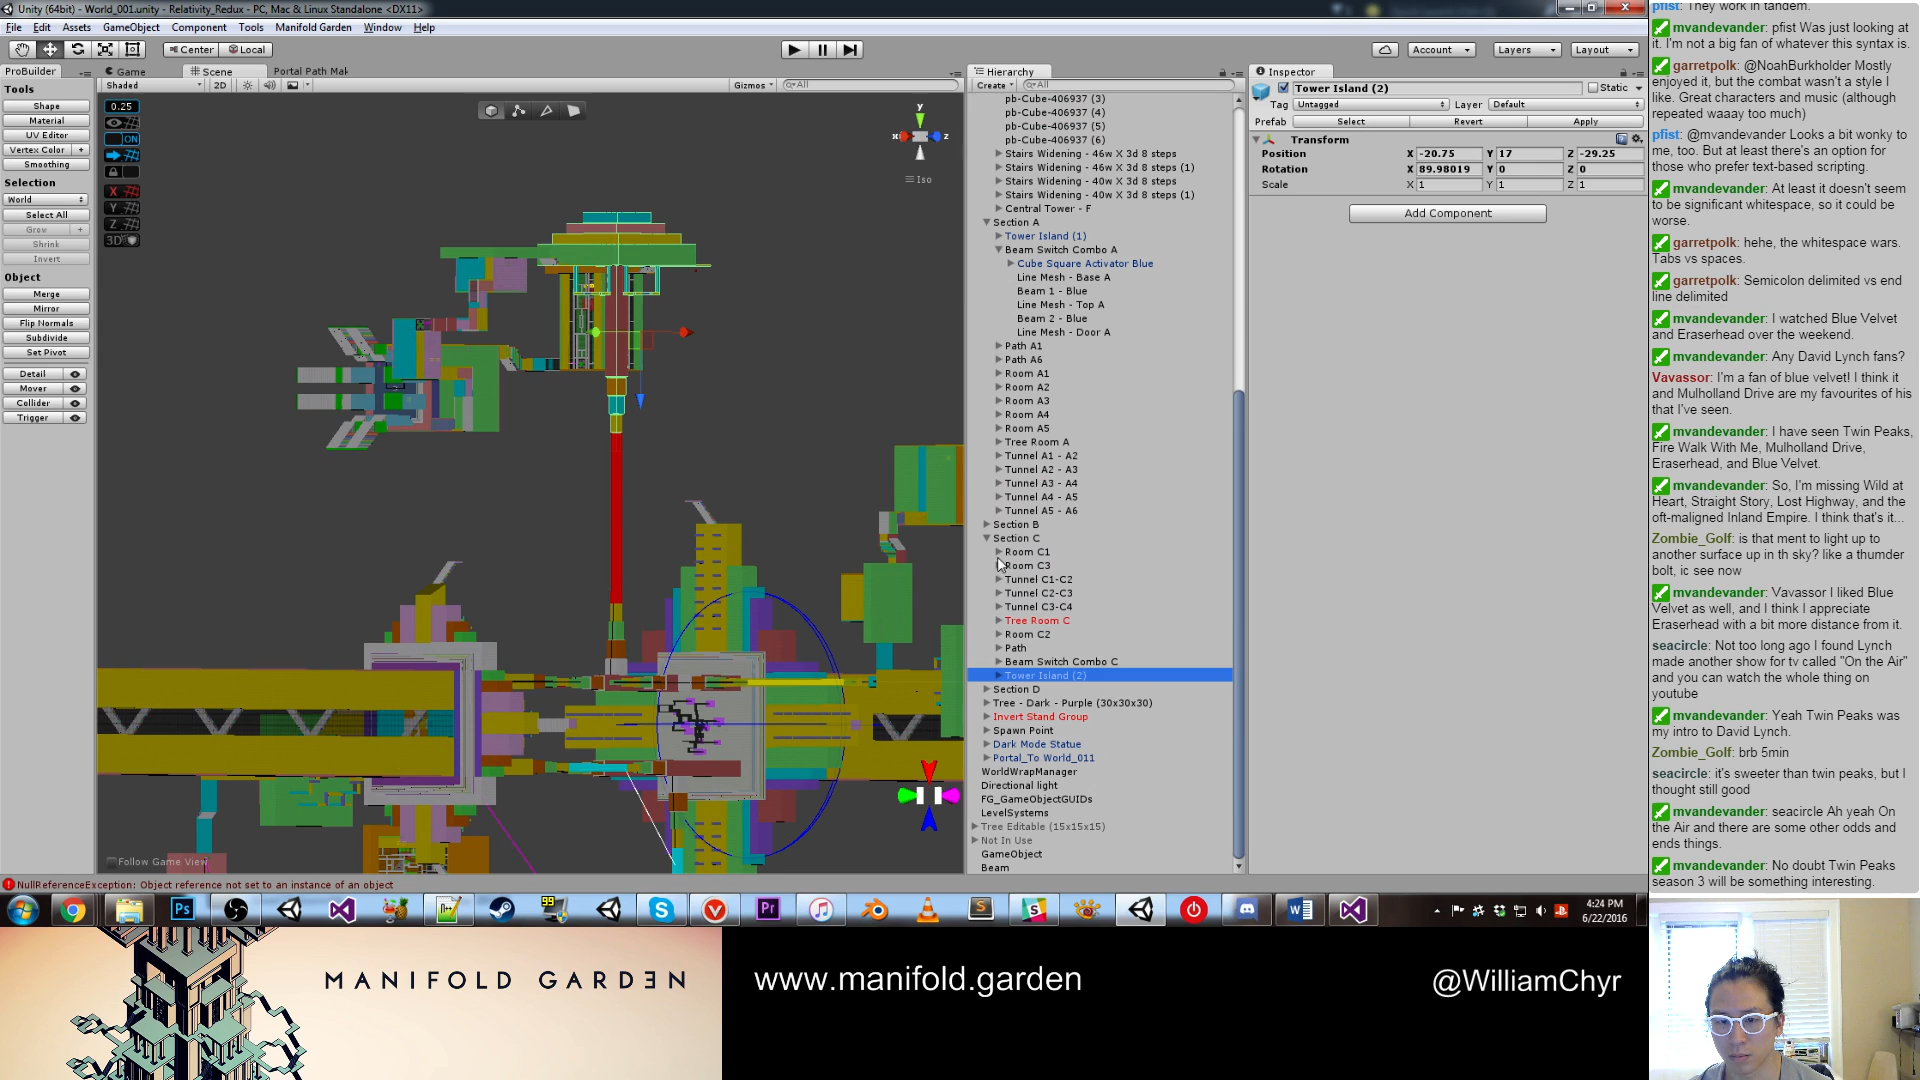 Unity (64bit) - World_001.unity - Relativity_Redux - PC, Mac & Linux Standalone <DX11>
File Edit Assets GameObject Component Tools Manifold Garden Window Help
Center Local
Account Layers Layout
ProBuilder
Tools
Shape
Material
UV Editor
Vertex Color +
Smoothing
Selection
World
Select All
Grow +
Shrink
Invert
Object
Merge
Mirror
Flip Normals
Subdivide
Set Pivot
Detail
Mover
Collider
Trigger
Game Scene Portal Path Mak
Shaded 2D Gizmos All
0.25
ON
X
Y
Z
3D
y
x z
Iso
Follow Game View
Hierarchy
Create All
pb-Cube-406937 (3)
pb-Cube-406937 (4)
pb-Cube-406937 (5)
pb-Cube-406937 (6)
Stairs Widening - 46w X 3d 8 steps
Stairs Widening - 46w X 3d 8 steps (1)
Stairs Widening - 40w X 3d 8 steps
Stairs Widening - 40w X 3d 8 steps (1)
Central Tower - F
Section A
Tower Island (1)
Beam Switch Combo A
Cube Square Activator Blue
Line Mesh - Base A
Beam 1 - Blue
Line Mesh - Top A
Beam 2 - Blue
Line Mesh - Door A
Path A1
Path A6
Room A1
Room A2
Room A3
Room A4
Room A5
Tree Room A
Tunnel A1 - A2
Tunnel A2 - A3
Tunnel A3 - A4
Tunnel A4 - A5
Tunnel A5 - A6
Section B
Section C
Room C1
Room C3
Tunnel C1-C2
Tunnel C2-C3
Tunnel C3-C4
Tree Room C
Room C2
Path
Beam Switch Combo C
Tower Island (2)
Section D
Tree - Dark - Purple (30x30x30)
Invert Stand Group
Spawn Point
Dark Mode Statue
Portal_To World_011
WorldWrapManager
Directional light
FG_GameObjectGUIDs
LevelSystems
Tree Editable (15x15x15)
Not In Use
GameObject
Beam
Inspector
Tower Island (2) Static
Tag Untagged Layer Default
Prefab Select Revert Apply
Transform
Position X -20.75 Y 17 Z -29.25
Rotation X 89.98019 Y 0 Z 0
Scale X 1 Y 1 Z 1
Add Component
NullReferenceException: Object reference not set to an instance of an object
4:24 PM
6/22/2016
pfist: They work in tandem.
mvandevander: pfist Was just looking at
it. I'm not a big fan of whatever this syntax is.
garretpolk: @NoahBurkholder Mostly
enjoyed it, but the combat wasn't a style I
like. Great characters and music (although
repeated waaay too much)
pfist: @mvandevander Looks a bit wonky to
me, too. But at least there's an option for
those who prefer text-based scripting.
mvandevander: At least it doesn't seem
to be significant whitespace, so it could be
worse.
garretpolk: hehe, the whitespace wars.
Tabs vs spaces.
garretpolk: Semicolon delimited vs end
line delimited
mvandevander: I watched Blue Velvet
and Eraserhead over the weekend.
mvandevander: Any David Lynch fans?
Vavassor: I'm a fan of blue velvet! I think it
and Mulholland Drive are my favourites of his
that I've seen.
mvandevander: I have seen Twin Peaks,
Fire Walk With Me, Mulholland Drive,
Eraserhead, and Blue Velvet.
mvandevander: So, I'm missing Wild at
Heart, Straight Story, Lost Highway, and the
oft-maligned Inland Empire. I think that's it...
Zombie_Golf: is that ment to light up to
another surface up in th sky? like a thumder
bolt, ic see now
mvandevander: Vavassor I liked Blue
Velvet as well, and I think I appreciate
Eraserhead with a bit more distance from it.
seacircle: Not too long ago I found Lynch
made another show for tv called "On the Air"
and you can watch the whole thing on
youtube
mvandevander: Yeah Twin Peaks was
my intro to David Lynch.
Zombie_Golf: brb 5min
seacircle: it's sweeter than twin peaks, but I
thought still good
mvandevander: seacircle Ah yeah On
the Air and there are some other odds and
ends things.
mvandevander: No doubt Twin Peaks
season 3 will be something interesting.
MANIFOLD GARDEN
www.manifold.garden
@WilliamChyr